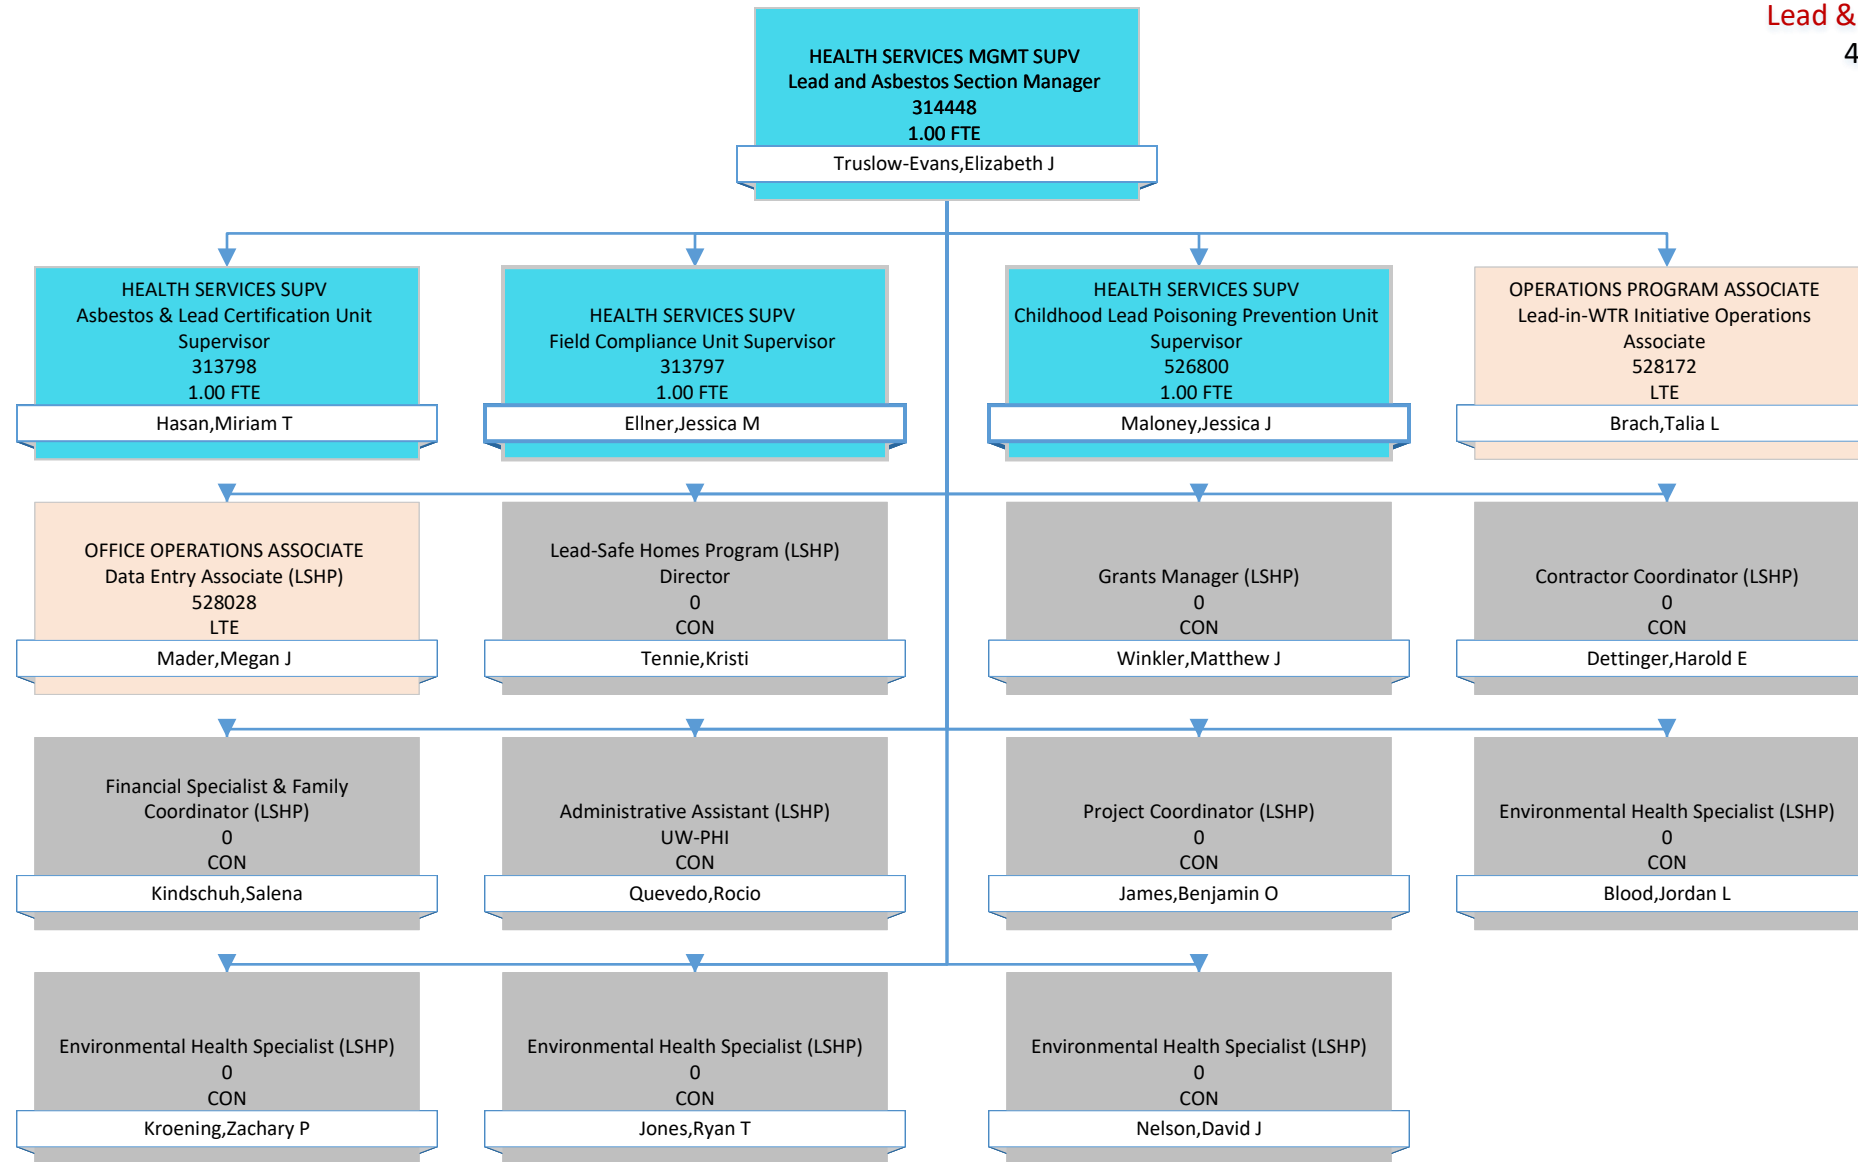 Lead &
4
HEALTH SERVICES MGMT SUPV
Lead and Asbestos Section Manager
314448
1.00 FTE
Truslow-Evans,Elizabeth J
HEALTH SERVICES SUPV
Asbestos & Lead Certification Unit
Supervisor
313798
1.00 FTE
Hasan,Miriam T
HEALTH SERVICES SUPV
Field Compliance Unit Supervisor
313797
1.00 FTE
Ellner,Jessica M
HEALTH SERVICES SUPV
Childhood Lead Poisoning Prevention Unit
Supervisor
526800
1.00 FTE
Maloney,Jessica J
OPERATIONS PROGRAM ASSOCIATE
Lead-in-WTR Initiative Operations
Associate
528172
LTE
Brach,Talia L
OFFICE OPERATIONS ASSOCIATE
Data Entry Associate (LSHP)
528028
LTE
Mader,Megan J
Lead-Safe Homes Program (LSHP)
Director
0
CON
Tennie,Kristi
Grants Manager (LSHP)
0
CON
Winkler,Matthew J
Contractor Coordinator (LSHP)
0
CON
Dettinger,Harold E
Financial Specialist & Family
Coordinator (LSHP)
0
CON
Kindschuh,Salena
Administrative Assistant (LSHP)
UW-PHI
CON
Quevedo,Rocio
Project Coordinator (LSHP)
0
CON
James,Benjamin O
Environmental Health Specialist (LSHP)
0
CON
Blood,Jordan L
Environmental Health Specialist (LSHP)
0
CON
Kroening,Zachary P
Environmental Health Specialist (LSHP)
0
CON
Jones,Ryan T
Environmental Health Specialist (LSHP)
0
CON
Nelson,David J